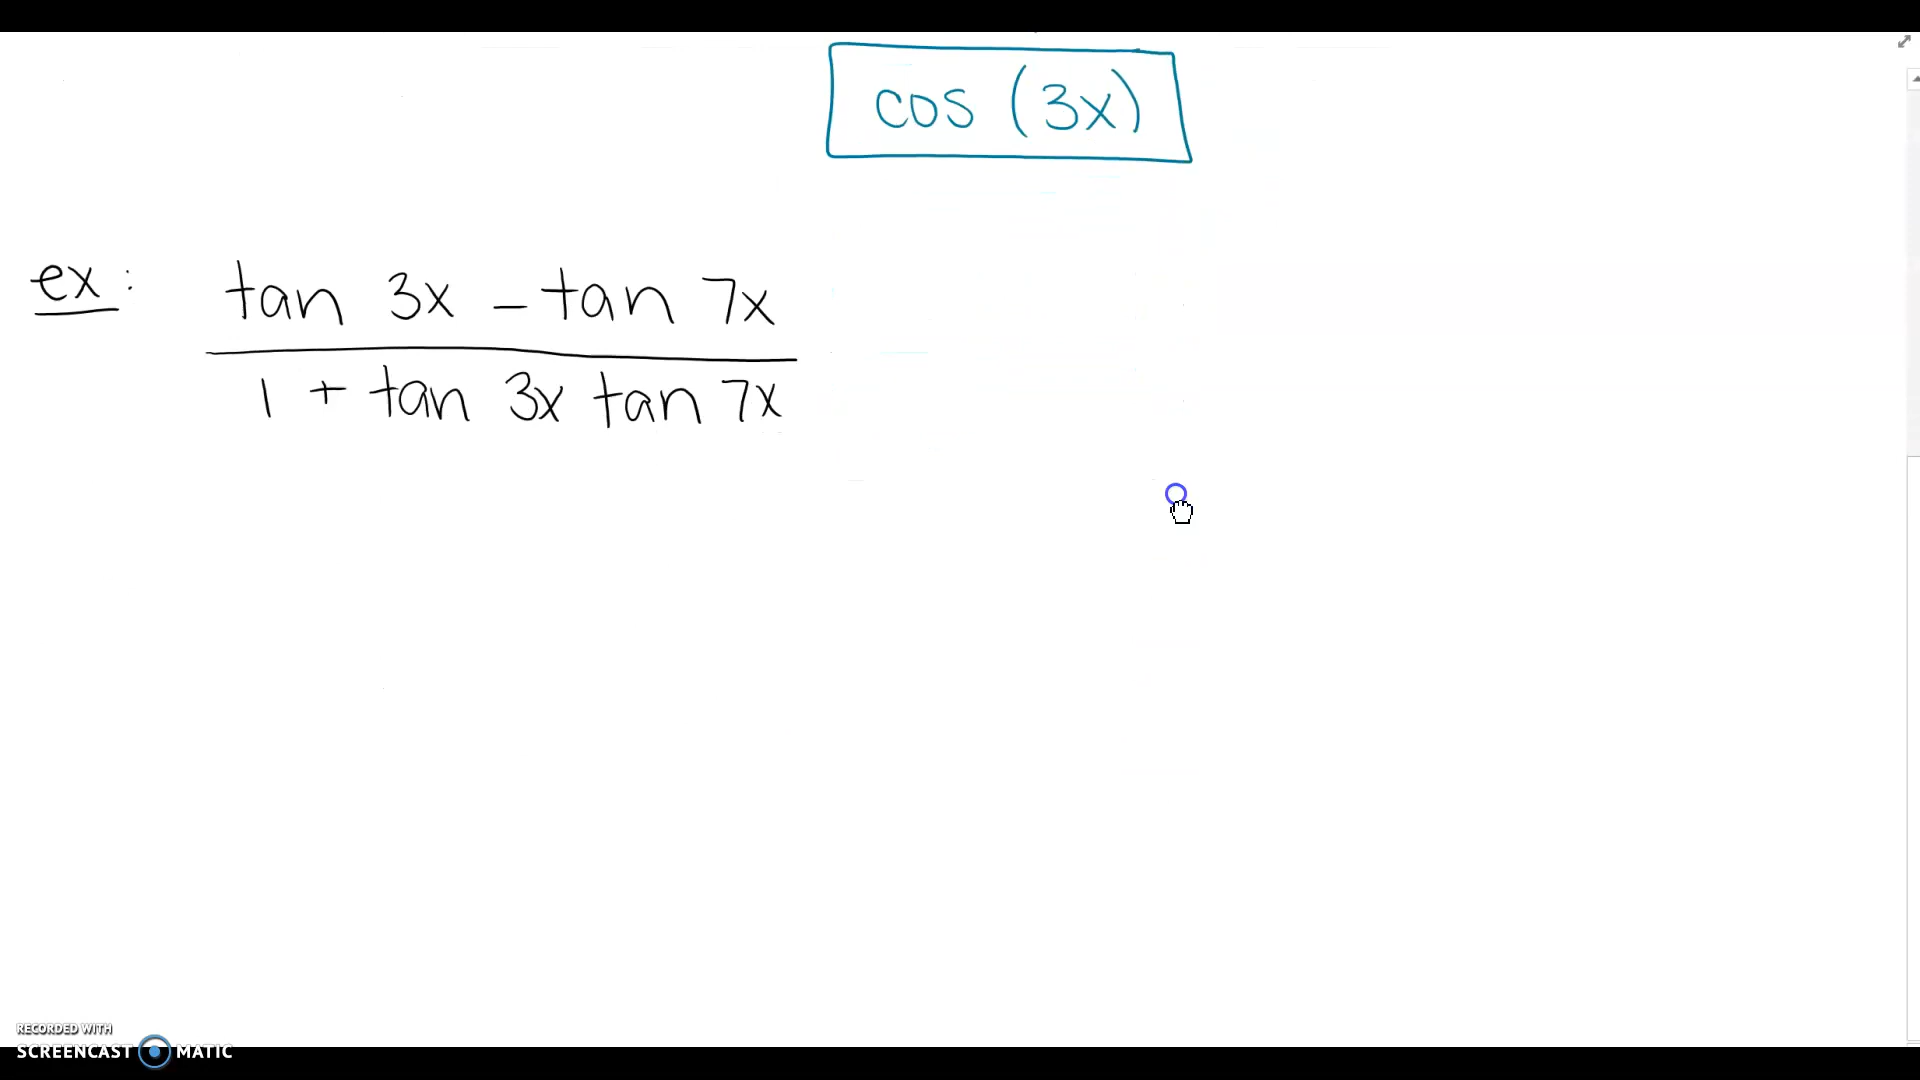 cos (3x)
ex: tan 3x - tan 7x
1 + tan 3x tan 7x
RECORDED WITH
SCREENCAST MATIC